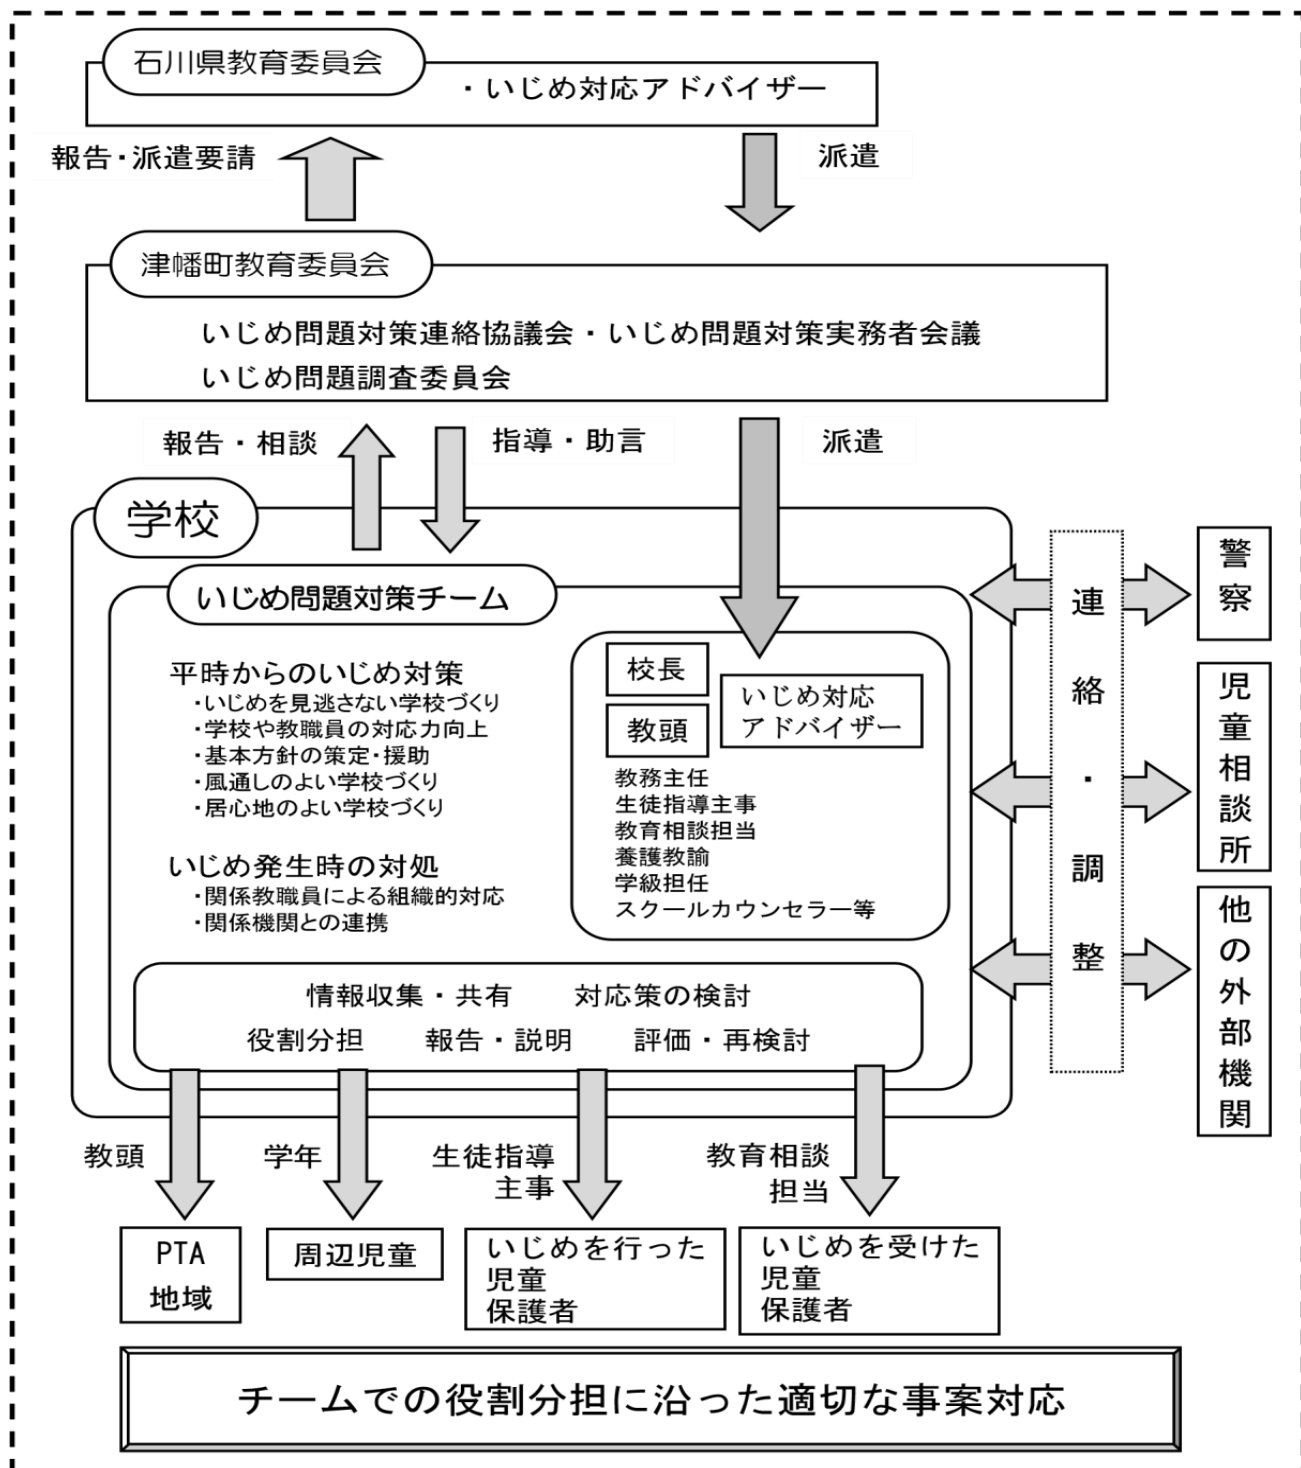 石川県教育委員会
・いじめ対応アドバイザー
報告・派遣要請
派遣
津幡町教育委員会
いじめ問題対策連絡協議会・いじめ問題対策実務者会議
いじめ問題調査委員会
報告・相談
指導・助言
派遣
学校
いじめ問題対策チーム
平時からのいじめ対策
・いじめを見逃さない学校づくり
・学校や教職員の対応力向上
・基本方針の策定・援助
・風通しのよい学校づくり
・居心地のよい学校づくり
いじめ発生時の対処
・関係教職員による組織的対応
・関係機関との連携
校長
教頭
いじめ対応
アドバイザー
教務主任
生徒指導主事
教育相談担当
養護教諭
学級担任
スクールカウンセラー等
連絡・調整
警察
児童相談所
他の外部機関
情報収集・共有 対応策の検討
役割分担 報告・説明 評価・再検討
教頭
学年
生徒指導
主事
教育相談
担当
PTA
地域
周辺児童
いじめを行った
児童
保護者
いじめを受けた
児童
保護者
チームでの役割分担に沿った適切な事案対応